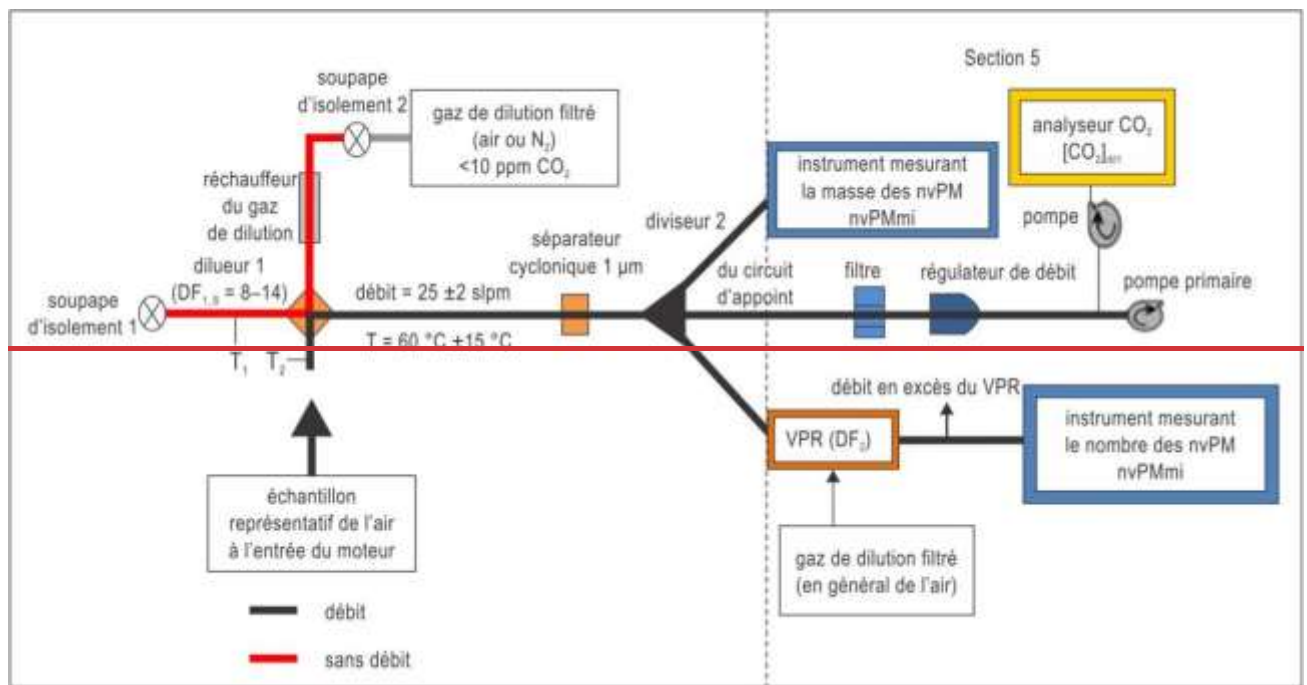 Section 5
soupape
d'isolement 2
gaz de dilution filtré
(air ou N₂)
<10 ppm CO₂
analyseur CO₂
instrument mesurant
la masse des nvPM
nvPMmi
réchauffeur
du gaz
de dilution
diviseur 2
pompe
séparateur
cyclonique 1 µm
dilueur 1
du circuit
d'appoint
filtre
régulateur de débit
pompe primaire
soupape
d'isolement 1
débit = 25 ±2 slpm
T = 60 °C ±15 °C
T₁
T₂
débit en excès du VPR
VPR (DF₂)
instrument mesurant
le nombre des nvPM
nvPMmi
échantillon
représentatif de l'air
à l'entrée du moteur
gaz de dilution filtré
(en général de l'air)
débit
sans débit